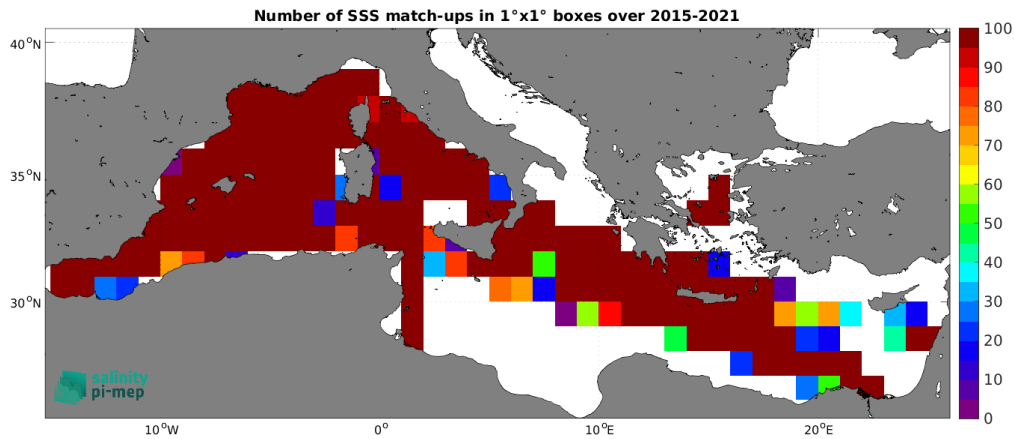 Number of SSS match-ups in 1°x1° boxes over 2015-2021
40°N
35°N
30°N
10°W
0°
10°E
20°E
100
90
80
70
60
50
40
30
20
10
0
salinity
pi-mep